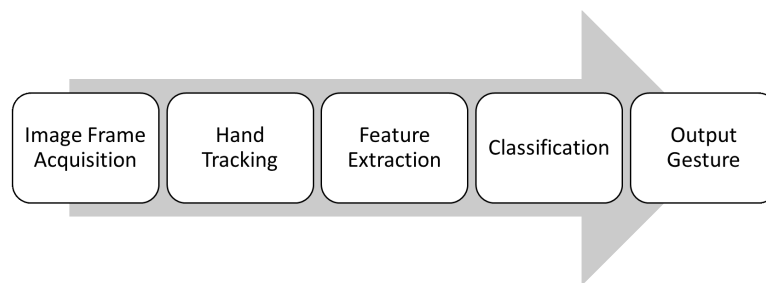 Image Frame
Acquisition
Hand
Tracking
Feature
Extraction
Classification
Output
Gesture